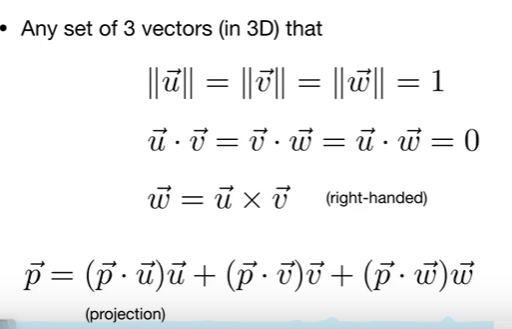 • Any set of 3 vectors (in 3D) that
‖u⃗‖ = ‖v⃗‖ = ‖w⃗‖ = 1
u⃗ · v⃗ = v⃗ · w⃗ = u⃗ · w⃗ = 0
w⃗ = u⃗ × v⃗ (right-handed)
p⃗ = (p⃗ · u⃗)u⃗ + (p⃗ · v⃗)v⃗ + (p⃗ · w⃗)w⃗
(projection)